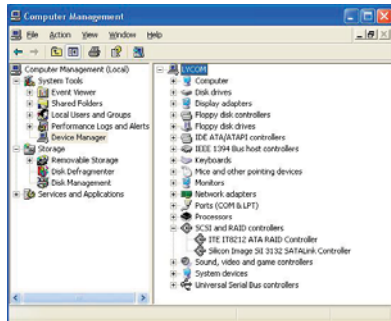 Computer Management
File Action View Window Help
Computer Management (Local)
System Tools
Event Viewer
Shared Folders
Local Users and Groups
Performance Logs and Alerts
Device Manager
Storage
Removable Storage
Disk Defragmenter
Disk Management
Services and Applications
LYCOM
Computer
Disk drives
Display adapters
Floppy disk controllers
Floppy disk drives
IDE ATA/ATAPI controllers
IEEE 1394 Bus host controllers
Keyboards
Mice and other pointing devices
Monitors
Network adapters
Ports (COM & LPT)
Processors
SCSI and RAID controllers
ITE IT8212 ATA RAID Controller
Silicon Image SiI 3132 SATALink Controller
Sound, video and game controllers
System devices
Universal Serial Bus controllers